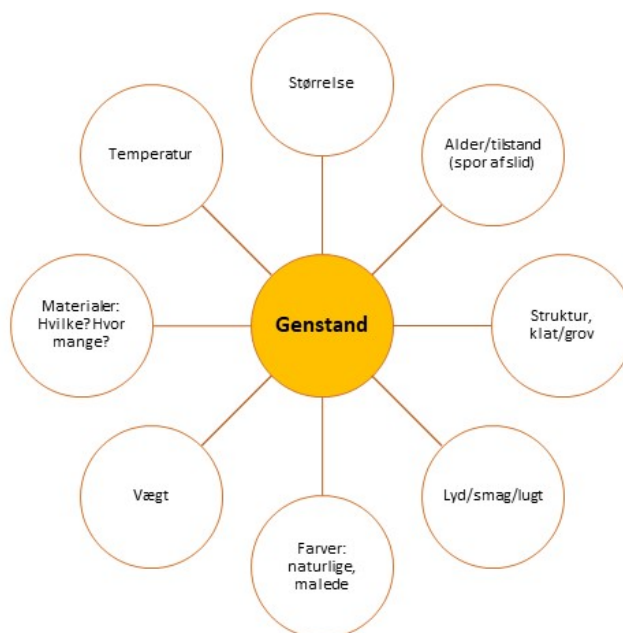 Størrelse
Alder/tilstand
(spor af slid)
Struktur,
klat/grov
Lyd/smag/lugt
Farver:
naturlige,
malede
Vægt
Materialer:
Hvilke? Hvor
mange?
Temperatur
Genstand